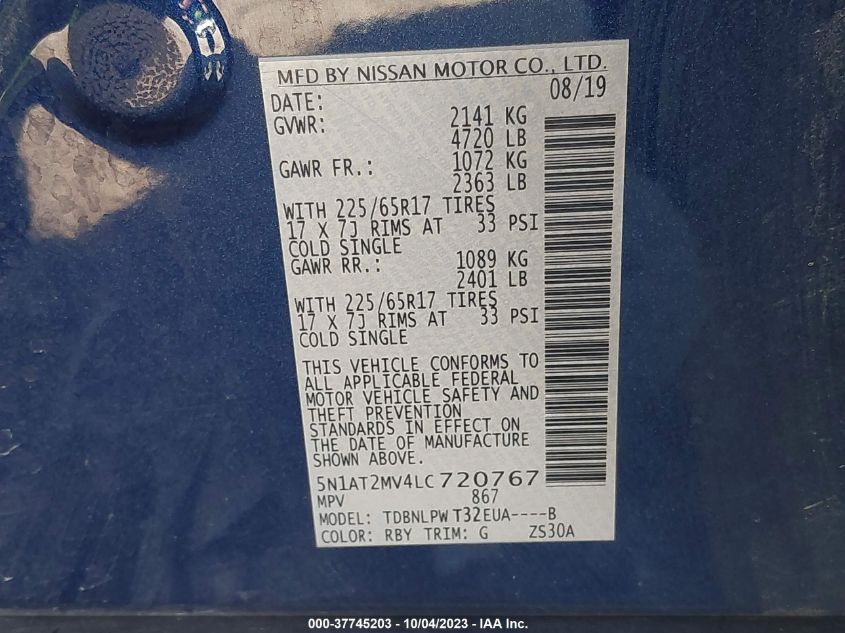 MFD BY NISSAN MOTOR CO., LTD.
DATE: 08/19
GVWR: 2141 KG
4720 LB
GAWR FR.: 1072 KG
2363 LB
WITH 225/65R17 TIRES
17 X 7J RIMS AT 33 PSI
COLD SINGLE
GAWR RR.: 1089 KG
2401 LB
WITH 225/65R17 TIRES
17 X 7J RIMS AT 33 PSI
COLD SINGLE
THIS VEHICLE CONFORMS TO
ALL APPLICABLE FEDERAL
MOTOR VEHICLE SAFETY AND
THEFT PREVENTION
STANDARDS IN EFFECT ON
THE DATE OF MANUFACTURE
SHOWN ABOVE.
5N1AT2MV4LC720767
MPV 867
MODEL: TDBNLPW T32EUA----B
COLOR: RBY TRIM: G ZS30A
000-37745203 - 10/04/2023 - IAA Inc.